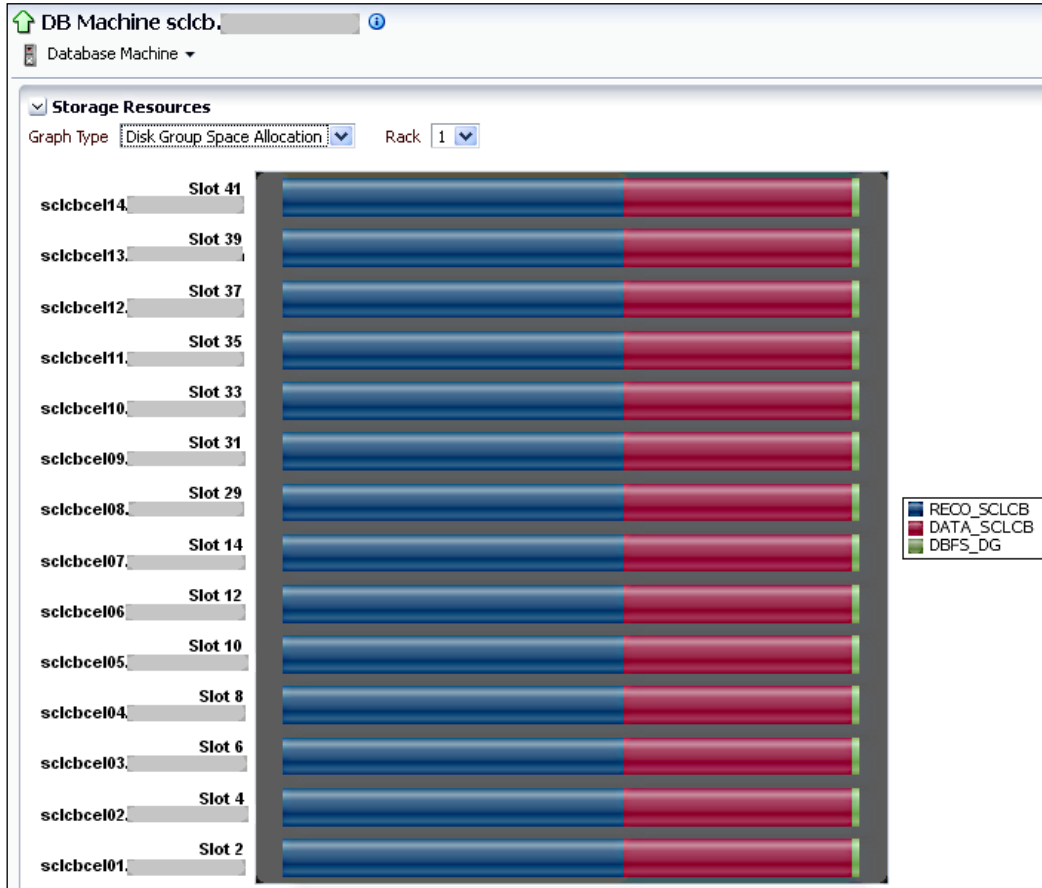 DB Machine sclcb.
Database Machine
Storage Resources
Graph Type Disk Group Space Allocation Rack 1
Slot 41
sclcbcel14.
Slot 39
sclcbcel13.
Slot 37
sclcbcel12.
Slot 35
sclcbcel11.
Slot 33
sclcbcel10.
Slot 31
sclcbcel09.
Slot 29
sclcbcel08.
Slot 14
sclcbcel07.
Slot 12
sclcbcel06
Slot 10
sclcbcel05.
Slot 8
sclcbcel04.
Slot 6
sclcbcel03.
Slot 4
sclcbcel02.
Slot 2
sclcbcel01.
RECO_SCLCB
DATA_SCLCB
DBFS_DG